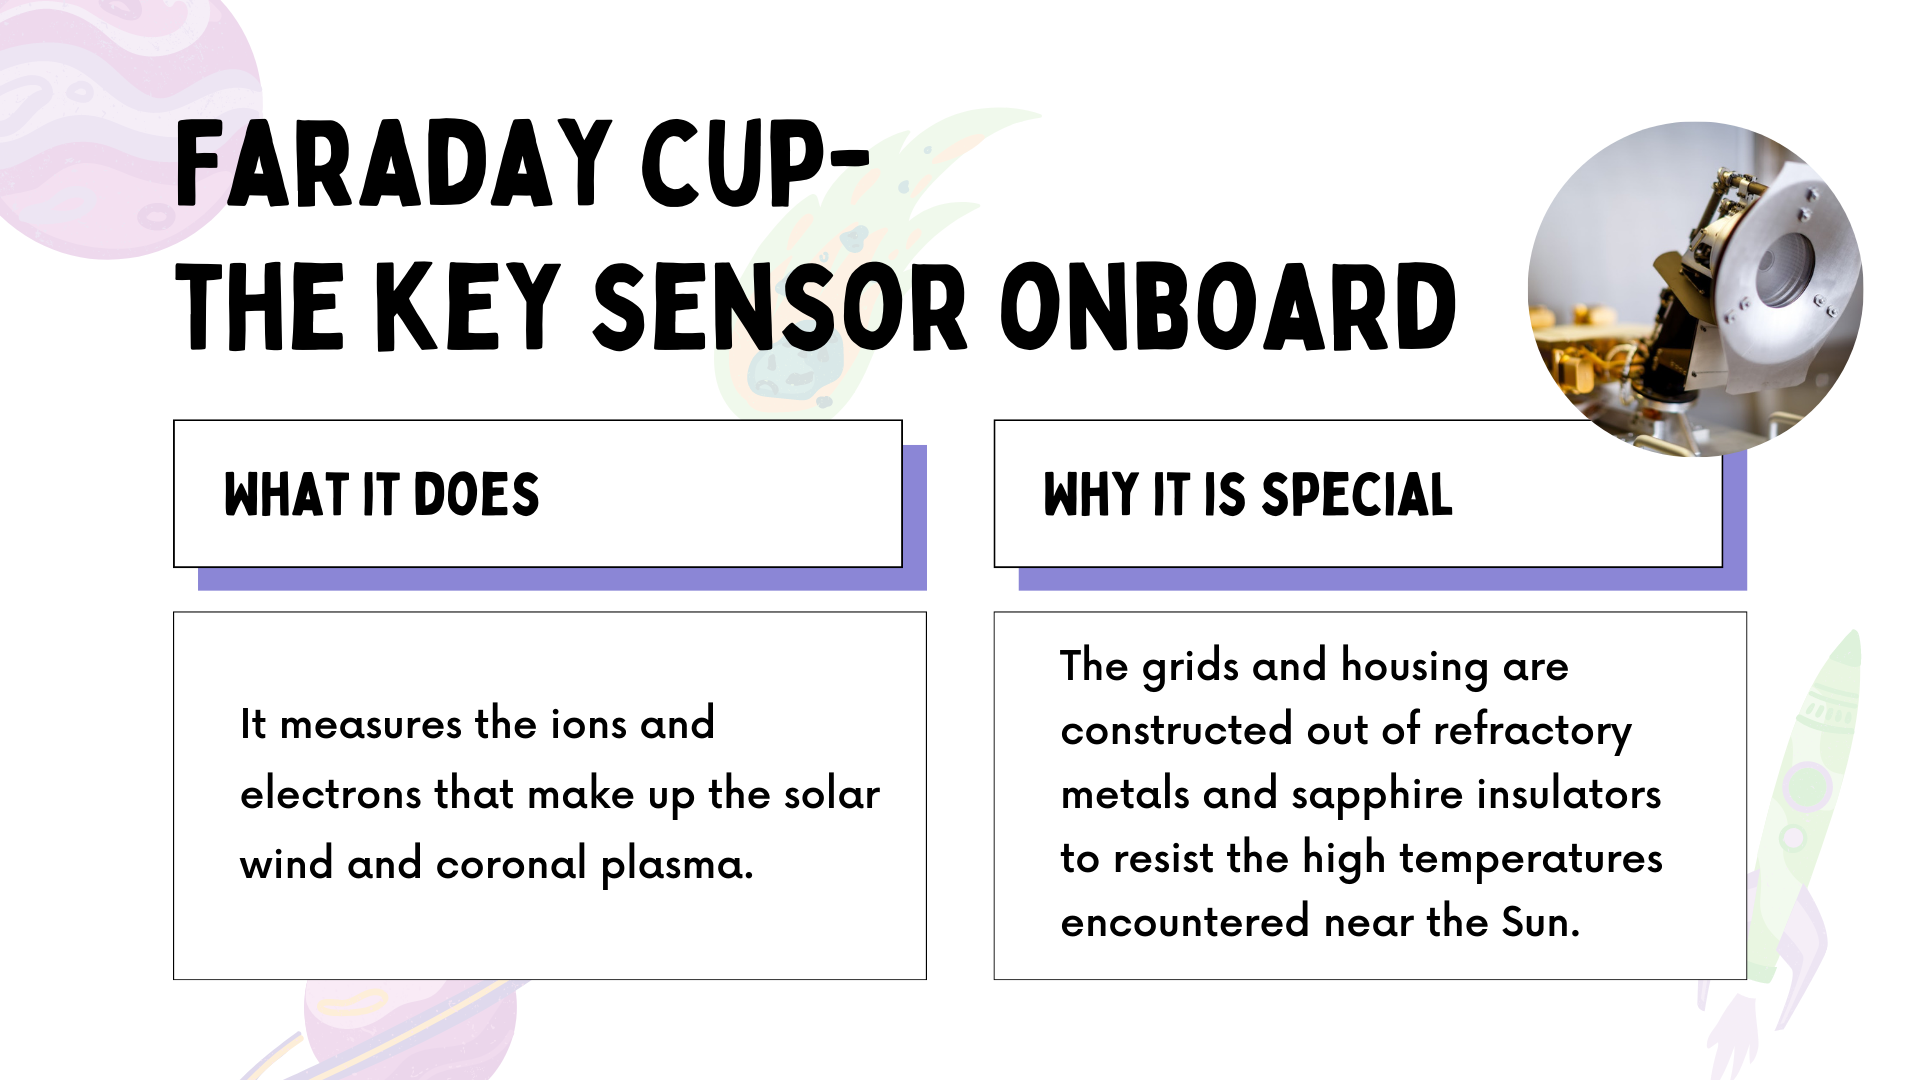 FARADAY CUP-
THE KEY SENSOR ONBOARD
WHAT IT DOES
It measures the ions and
electrons that make up the solar
wind and coronal plasma.
WHY IT IS SPECIAL
The grids and housing are
constructed out of refractory
metals and sapphire insulators
to resist the high temperatures
encountered near the Sun.